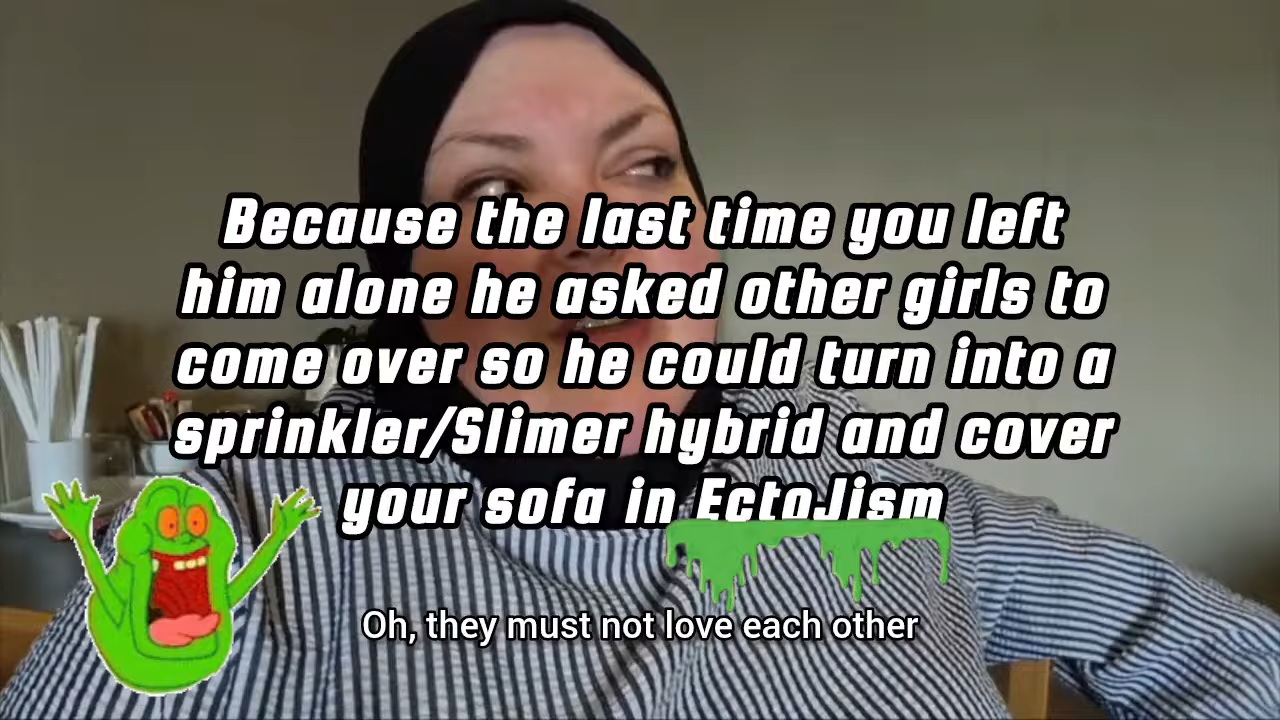 Because the last time you left
him alone he asked other girls to
come over so he could turn into a
sprinkler/Slimer hybrid and cover
your sofa in EctoJism
Oh, they must not love each other